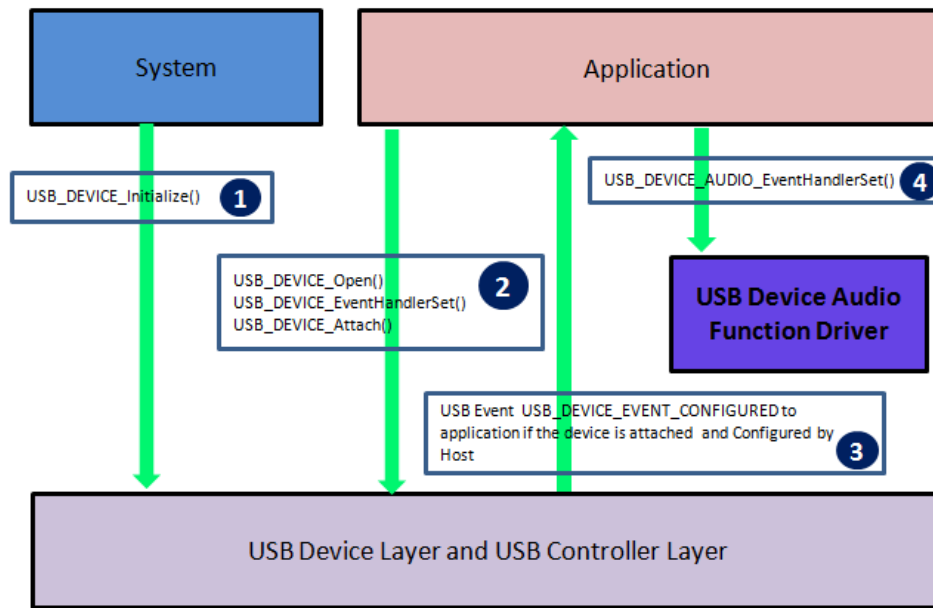 System
Application
USB_DEVICE_Initialize()
1
USB_DEVICE_AUDIO_EventHandlerSet()
4
USB_DEVICE_Open()
USB_DEVICE_EventHandlerSet()
USB_DEVICE_Attach()
2
USB Device Audio
Function Driver
USB Event USB_DEVICE_EVENT_CONFIGURED to
application if the device is attached and Configured by
Host
3
USB Device Layer and USB Controller Layer